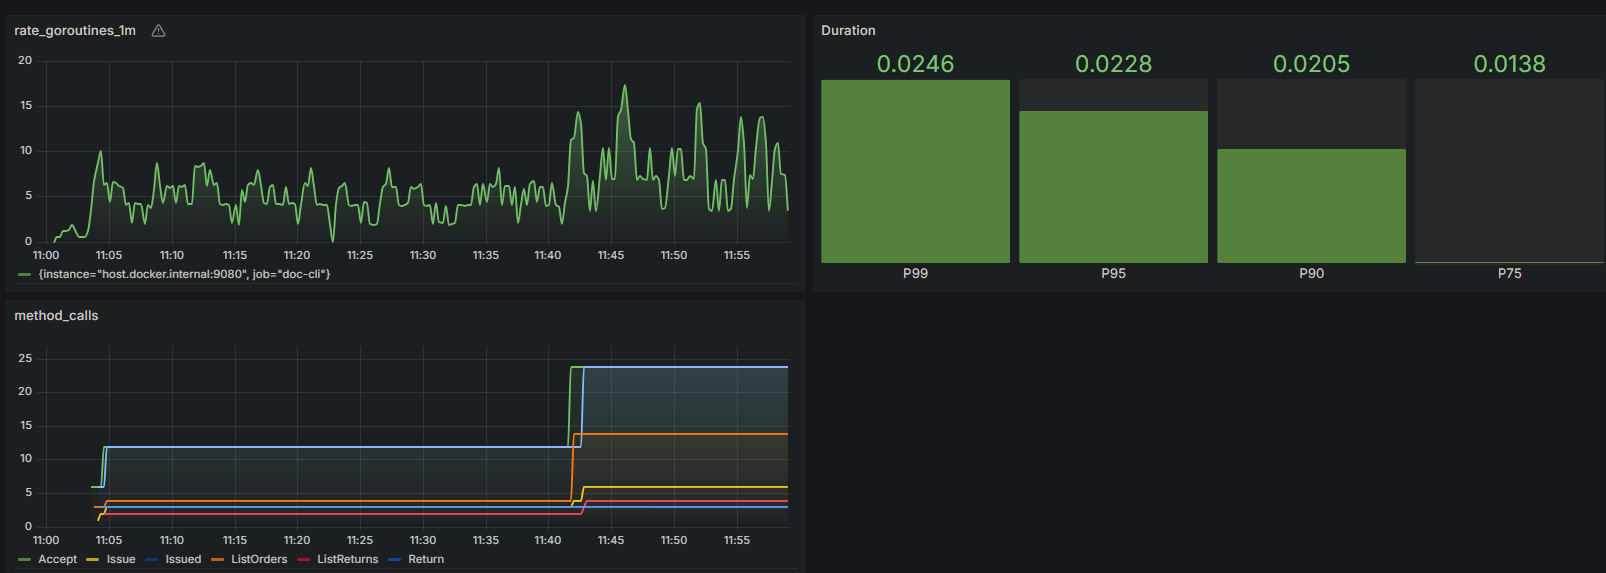 rate_goroutines_1m
20
15
10
5
0
11:00 11:05 11:10 11:15 11:20 11:25 11:30 11:35 11:40 11:45 11:50 11:55
{instance="host.docker.internal:9080", job="doc-cli"}
Duration
0.0246 0.0228 0.0205 0.0138
P99 P95 P90 P75
method_calls
25
20
15
10
5
0
11:00 11:05 11:10 11:15 11:20 11:25 11:30 11:35 11:40 11:45 11:50 11:55
Accept Issue Issued ListOrders ListReturns Return